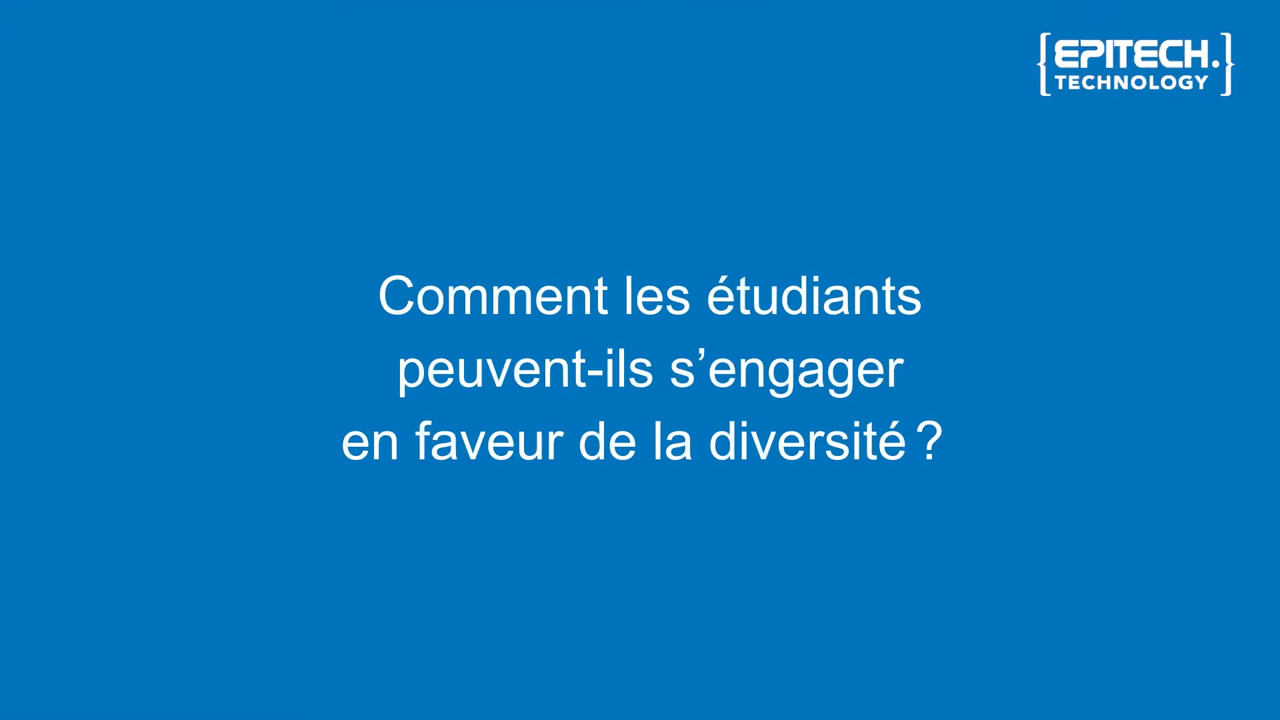 {EPITECH.}
TECHNOLOGY
Comment les étudiants
peuvent-ils s’engager
en faveur de la diversité ?